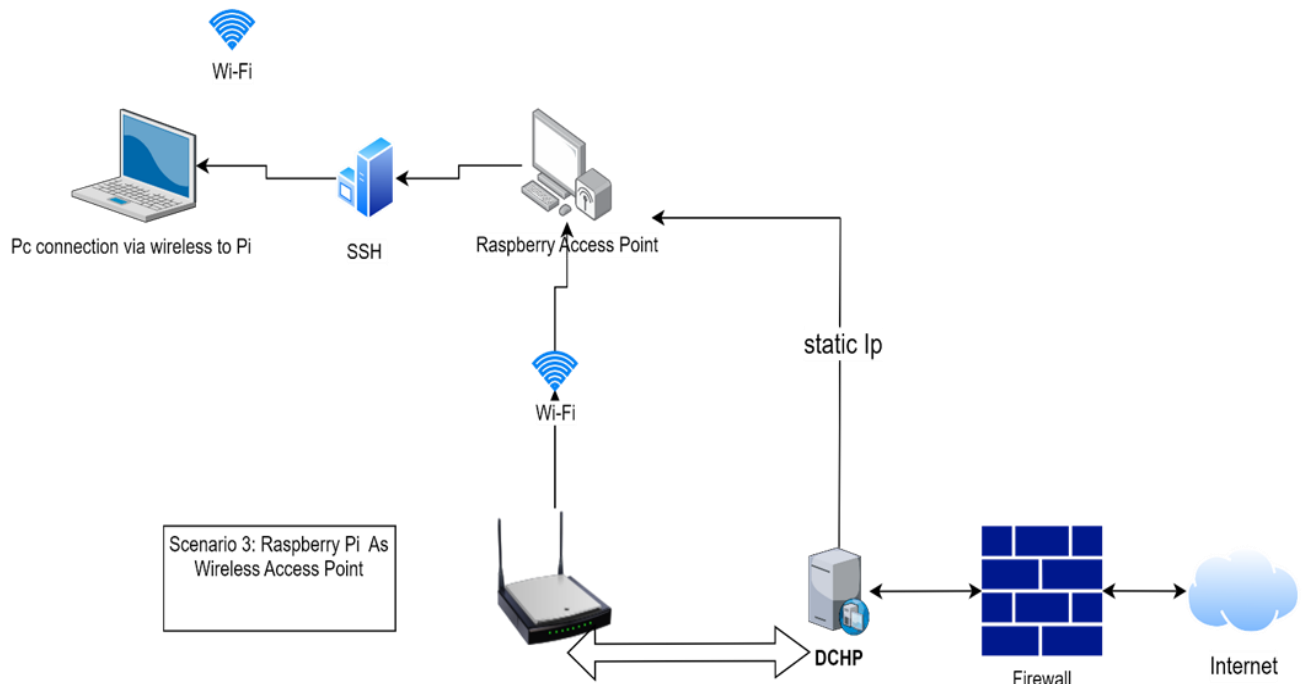 Wi-Fi
Pc connection via wireless to Pi
SSH
Raspberry Access Point
static Ip
Wi-Fi
Scenario 3: Raspberry Pi As
Wireless Access Point
DCHP
Firewall
Internet